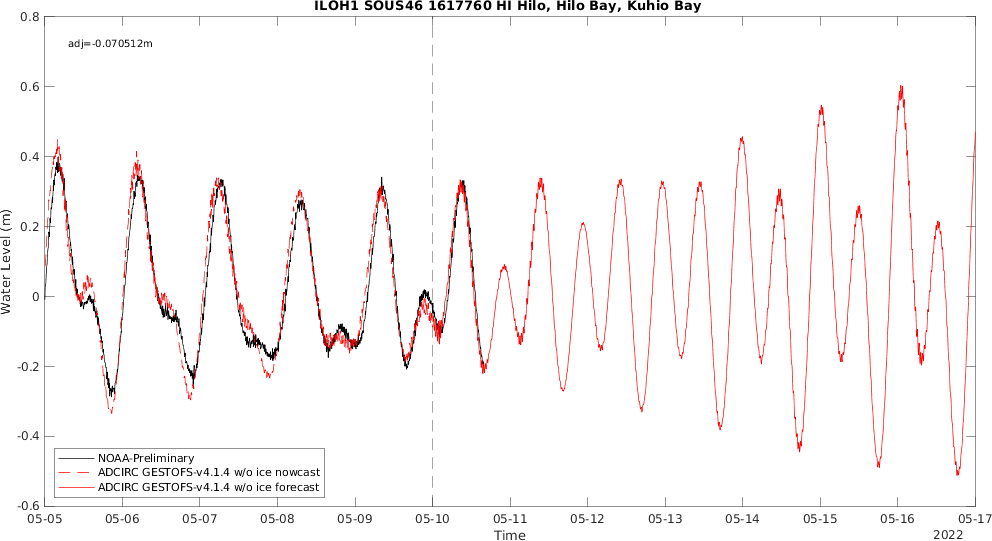 ILOH1 SOUS46 1617760 HI Hilo, Hilo Bay, Kuhio Bay
0.8
adj=-0.070512m
0.6
0.4
0.2
0
-0.2
-0.4
-0.6
Water Level (m)
NOAA-Preliminary
ADCIRC GESTOFS-v4.1.4 w/o ice nowcast
ADCIRC GESTOFS-v4.1.4 w/o ice forecast
05-05 05-06 05-07 05-08 05-09 05-10 05-11 05-12 05-13 05-14 05-15 05-16 05-17
Time
2022